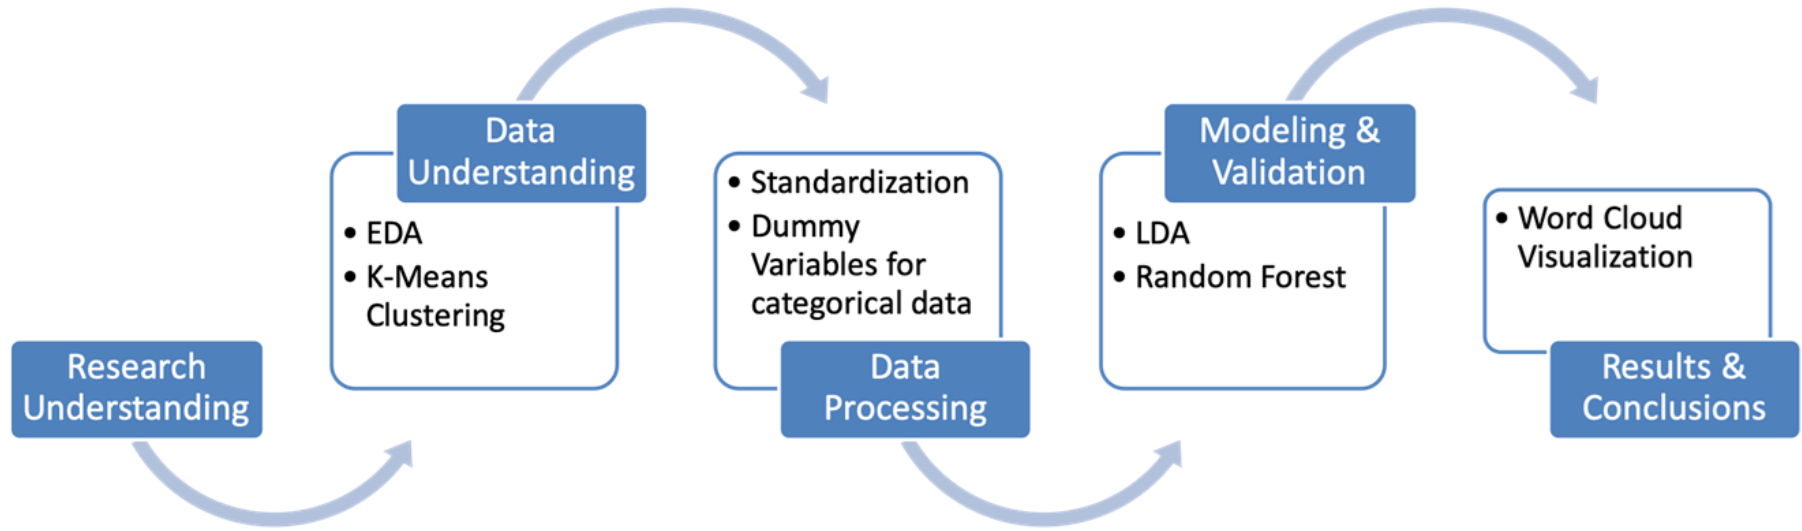 Research
Understanding
Data
Understanding
• EDA
• K-Means
Clustering
• Standardization
• Dummy
Variables for
categorical data
Data
Processing
Modeling &
Validation
• LDA
• Random Forest
• Word Cloud
Visualization
Results &
Conclusions